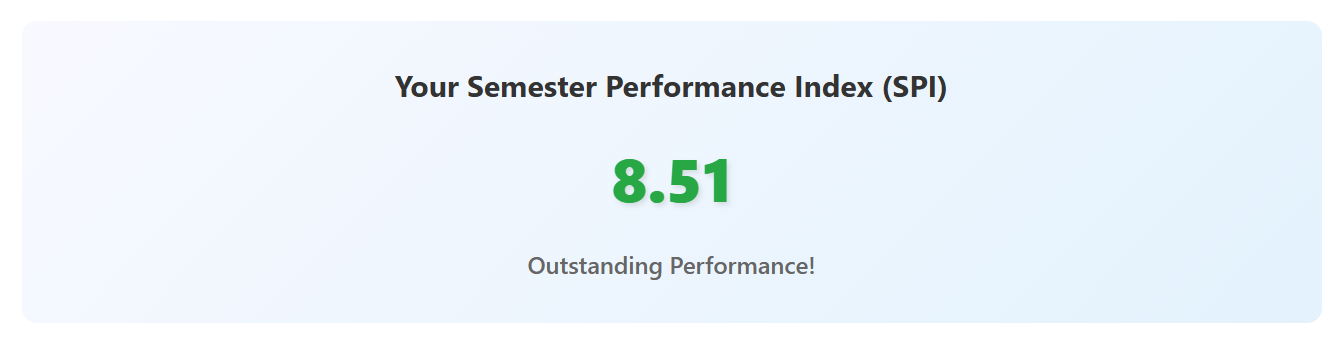 Your Semester Performance Index (SPI)
8.51
Outstanding Performance!